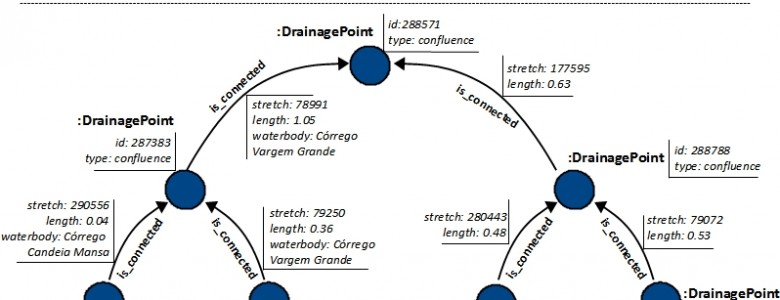 :DrainagePoint
id:288571
type: confluence
is_connected
stretch: 78991
length: 1.05
waterbody: Córrego
Vargem Grande
is_connected
stretch: 177595
length: 0.63
:DrainagePoint
id: 287383
type: confluence
:DrainagePoint
id: 288788
type: confluence
stretch: 290556
length: 0.04
waterbody: Córrego
Candeia Mansa
is_connected
is_connected
stretch: 79250
length: 0.36
waterbody: Córrego
Vargem Grande
stretch: 280443
length: 0.48
is_connected
is_connected
stretch: 79072
length: 0.53
:DrainagePoint